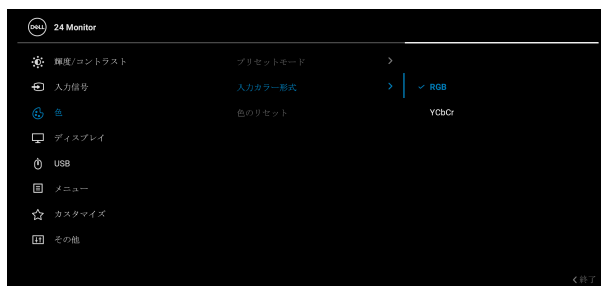 DELL 24 Monitor
輝度/コントラスト プリセットモード
入力信号 入力カラー形式 RGB
色 色のリセット YCbCr
ディスプレイ
USB
メニュー
カスタマイズ
その他
終了